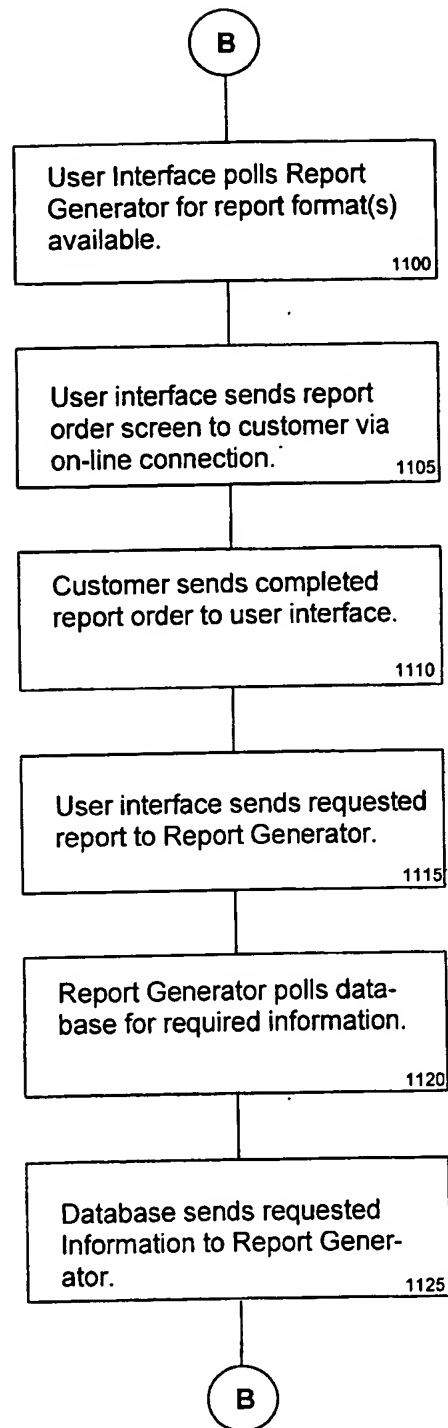 B
User Interface polls Report
Generator for report format(s)
available.
1100
User interface sends report
order screen to customer via
on-line connection.
1105
Customer sends completed
report order to user interface.
1110
User interface sends requested
report to Report Generator.
1115
Report Generator polls data-
base for required information.
1120
Database sends requested
Information to Report Gener-
ator.
1125
B